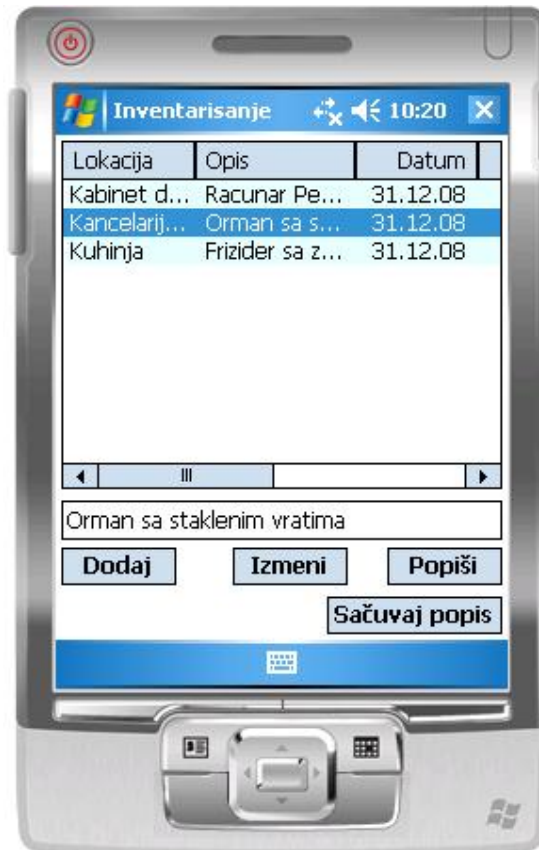 Inventarisanje 10:20
Lokacija Opis Datum
Kabinet d... Racunar Pe... 31.12.08
Kancelarij... Orman sa s... 31.12.08
Kuhinja Frizider sa z... 31.12.08
Orman sa staklenim vratima
Dodaj Izmeni Popiši
Sačuvaj popis